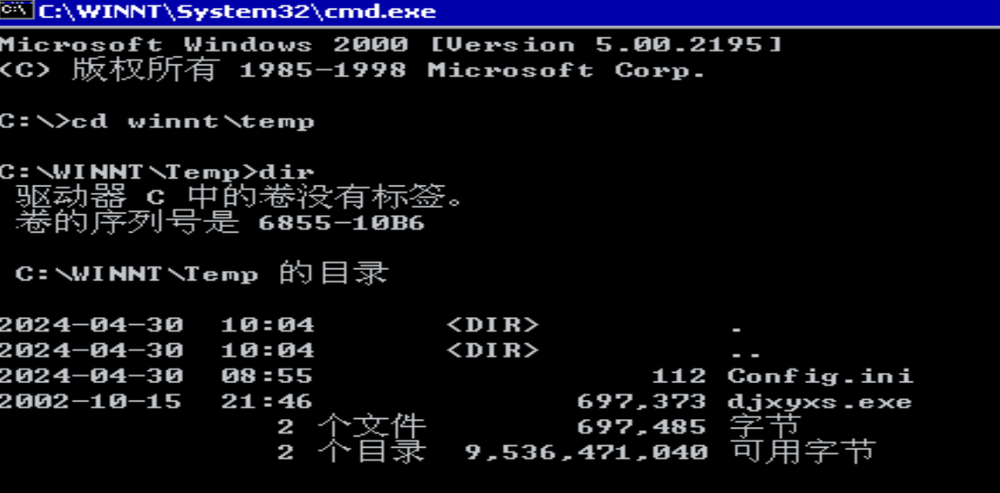 C:\WINNT\System32\cmd.exe
Microsoft Windows 2000 [Version 5.00.2195]
<C> 版权所有 1985-1998 Microsoft Corp.
C:\>cd winnt\temp
C:\WINNT\Temp>dir
驱动器 C 中的卷没有标签。
卷的序列号是 6855-10B6
C:\WINNT\Temp 的目录
2024-04-30  10:04       <DIR>          .
2024-04-30  10:04       <DIR>          ..
2024-04-30  08:55                  112 Config.ini
2002-10-15  21:46              697,373 djxyxs.exe
2 个文件        697,485 字节
2 个目录  9,536,471,040 可用字节